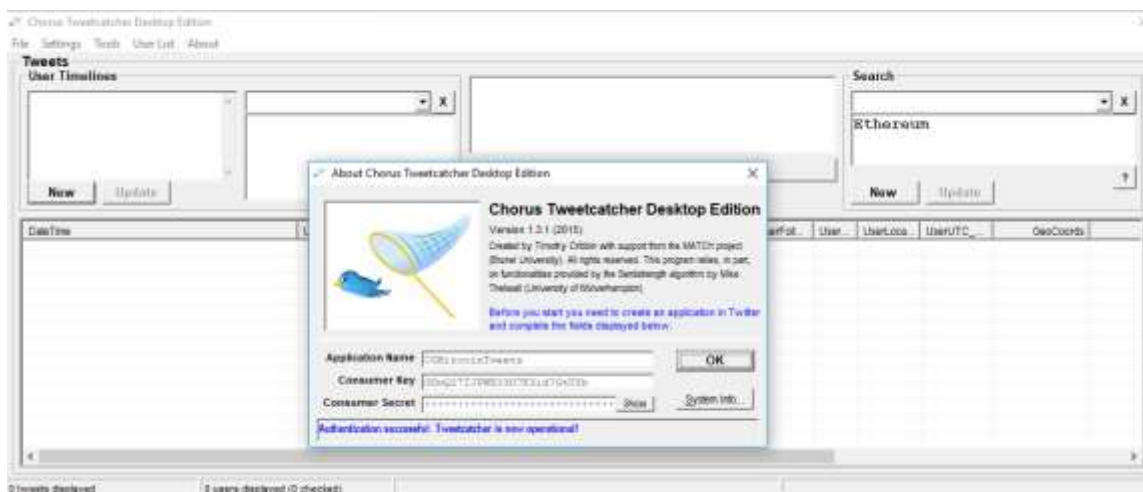 Chorus Tweetcatcher Desktop Edition
File Settings Tools User List About
Tweets
User Timelines
X
New Update
Search
X
Ethereum
New Update ?
About Chorus Tweetcatcher Desktop Edition X
Chorus Tweetcatcher Desktop Edition
Version 1.3.1 (2015)
Created by Timothy Cribbin with support from the MATCH project
(Brunel University). All rights reserved. This program relies, in part,
on functionalities provided by the Sentistrength algorithm by Mike
Thelwall (University of Wolverhampton).
Before you start you need to create an application in Twitter
and complete the fields displayed below:
Application Name
OK
Consumer Key
Consumer Secret Show System Info...
Authentication successful. Tweetcatcher is now operational!
DateTime User... UserLoca... UserUTC_... GeoCoords
0 tweets displayed 0 users displayed (0 checked)